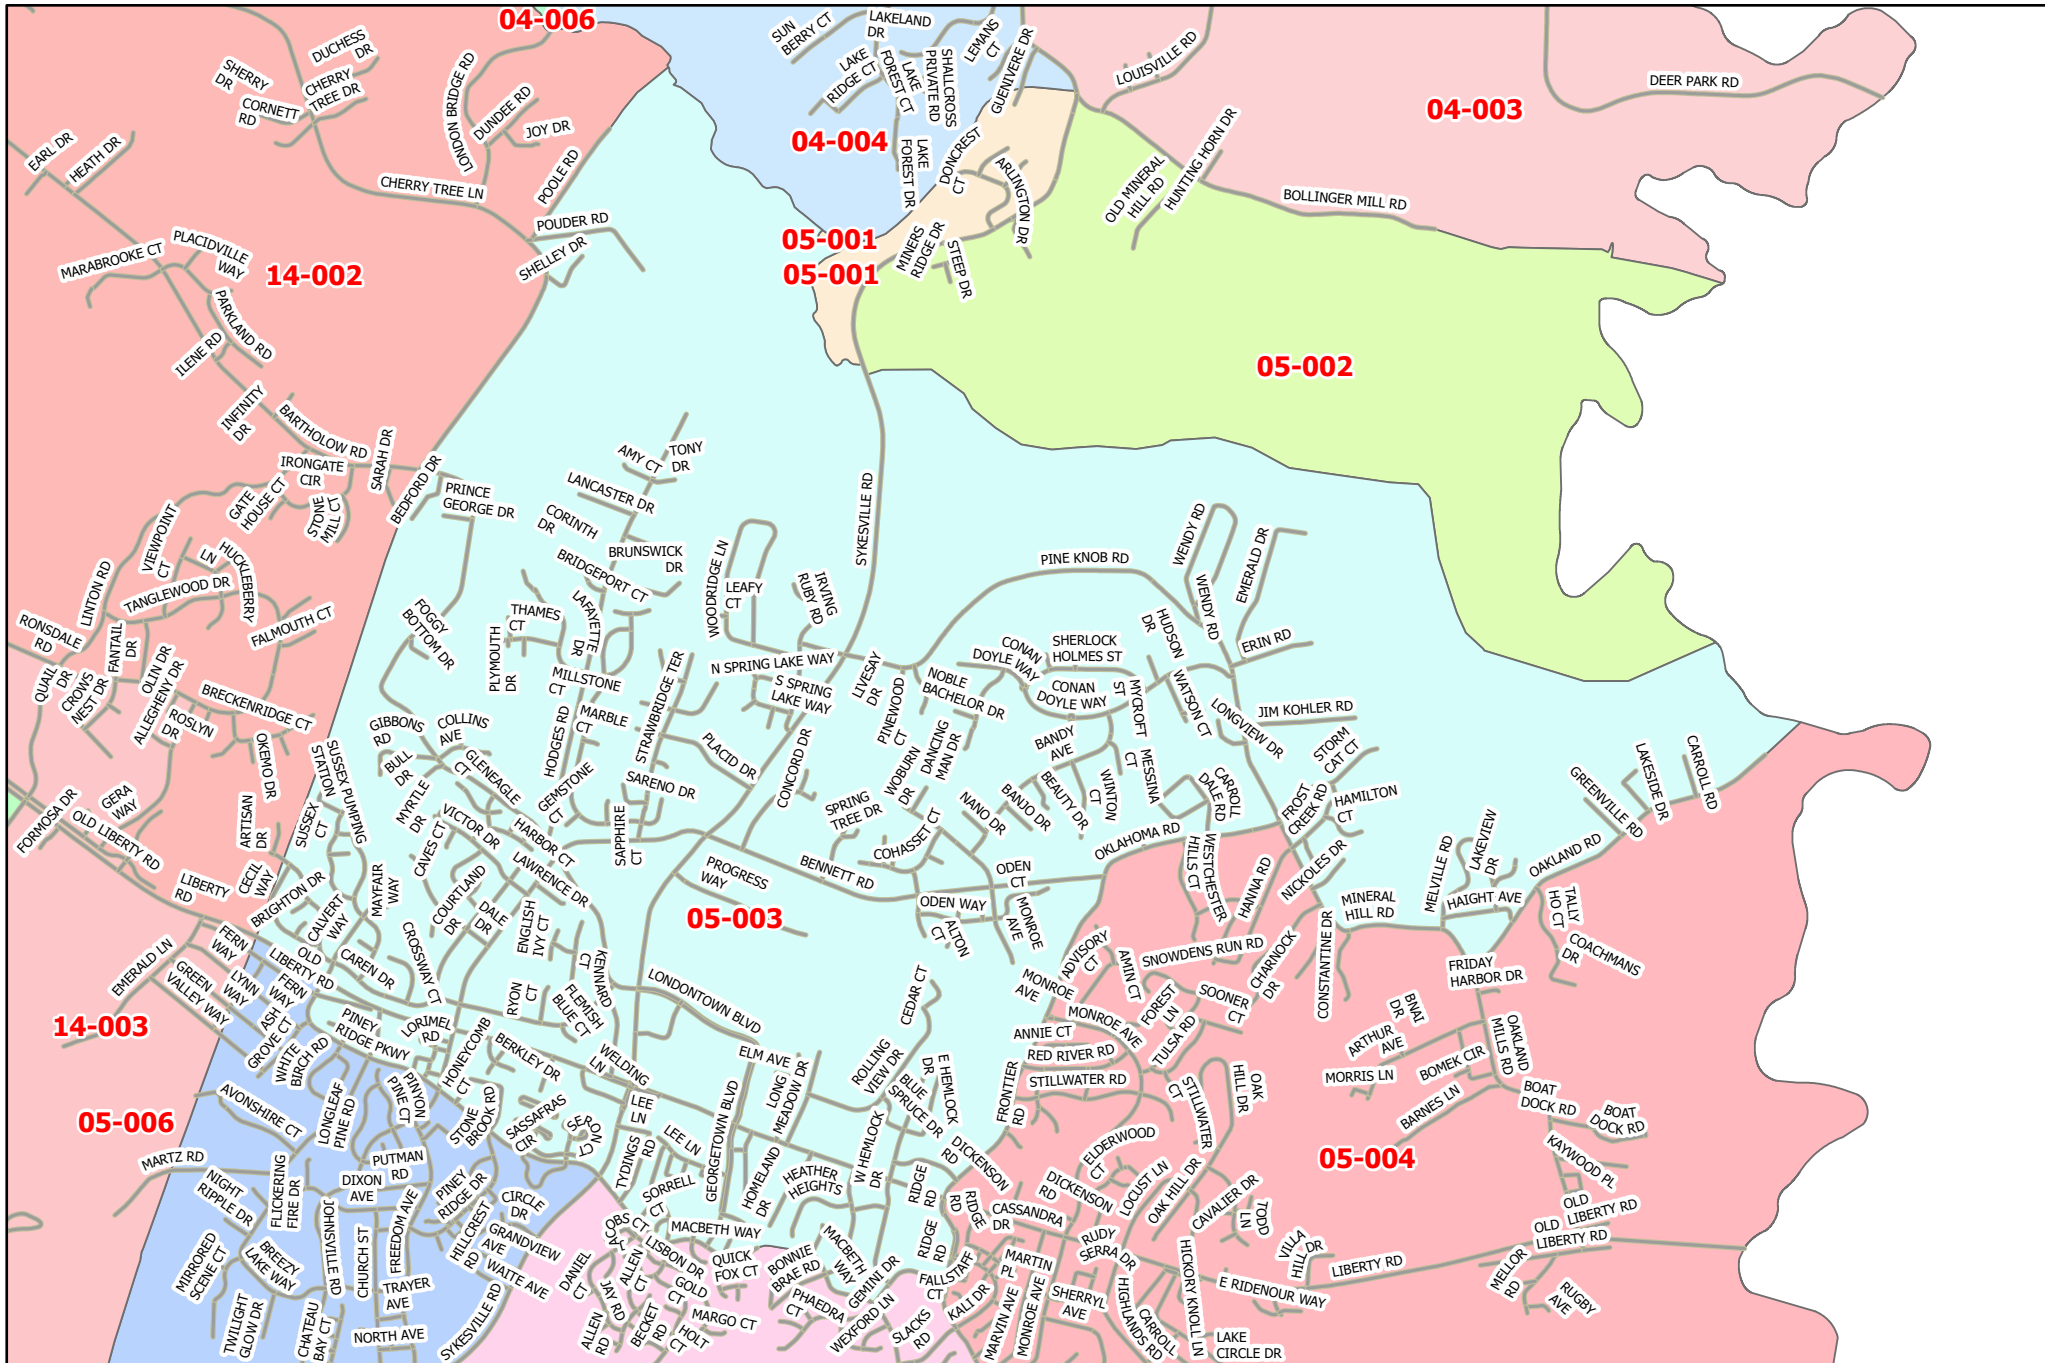 04-006
SUN
BERRY CT
LAKELAND
DR
LEMANS
CT
GUENIVERE DR
LOUISVILLE RD
DEER PARK RD
DUCHESS
DR
SHERRY
DR
CHERRY
TREE DR
CORNETT
RD
LONDON BRIDGE RD
DUNDEE RD
JOY DR
LAKE
RIDGE CT
LAKE
FOREST CT
SHALLCROSS
PRIVATE RD
04-003
04-004
EARL DR
HEATH DR
CHERRY TREE LN
POOLE RD
LAKE
FOREST DR
DONCREST
CT
ARLINGTON DR
OLD MINERAL
HILL RD
HUNTING HORN DR
BOLLINGER MILL RD
POUDER RD
SHELLEY DR
05-001
05-001
MINERS
RIDGE DR
STEEP DR
MARABROOKE CT
PLACIDVILLE
WAY
14-002
PARKLAND RD
ILENE RD
05-002
INFINITY
DR
BARTHOLOW RD
IRONGATE
CIR
SARAH DR
BEDFORD DR
GATE
HOUSE CT
STONE
MILL CT
PRINCE
GEORGE DR
AMY CT
TONY
DR
LANCASTER DR
CORINTH
DR
BRUNSWICK
DR
BRIDGEPORT CT
SYKESVILLE RD
PINE KNOB RD
WENDY RD
WENDY RD
EMERALD DR
VIEWPOINT
CT
HUCKLEBERRY
LN
TANGLEWOOD DR
LINTON RD
RONSDALE
RD
FALMOUTH CT
FANTAIL
DR
QUAIL
DR
CROWS
NEST DR
OLIN DR
ALLEGHENY DR
ROSLYN
DR
BRECKENRIDGE CT
OKEMO DR
FOGGY
BOTTOM DR
THAMES
CT
PLYMOUTH
DR
LAFAYETTE
DR
MILLSTONE
CT
MARBLE
CT
HODGES RD
STRAWBRIDGE TER
WOODRIDGE LN
LEAFY
CT
IRVING
RUBY RD
N SPRING LAKE WAY
S SPRING
LAKE WAY
LIVESAY
DR
PINEWOOD
CT
NOBLE
BACHELOR DR
CONAN
DOYLE WAY
SHERLOCK
HOLMES ST
CONAN
DOYLE WAY
MYCROFT
ST
HUDSON
DR
WATSON CT
ERIN RD
LONGVIEW DR
JIM KOHLER RD
STORM
CAT CT
GIBBONS
RD
COLLINS
AVE
BULL
DR
GLENEAGLE
CT
MYRTLE
DR
GEMSTONE
CT
SARENO DR
PLACID DR
CONCORD DR
SAPPHIRE
CT
WOBURN
DR
DANCING
MAN DR
BANDY
AVE
BEAUTY DR
BANJO DR
NANO DR
WINTON
CT
MESSINA
CT
CARROLL
DALE RD
FROST
CREEK RD
HAMILTON
CT
SPRING
TREE DR
COHASSET CT
OKLAHOMA RD
GREENVILLE RD
LAKESIDE DR
CARROLL RD
OAKLAND RD
SUSSEX PUMPING
STATION
SUSSEX
CT
ARTISAN
DR
GERA
WAY
FORMOSA DR
OLD LIBERTY RD
LIBERTY
RD
CECIL
WAY
BRIGHTON DR
CALVERT
WAY
MAYFAIR
WAY
CAVES CT
VICTOR DR
HARBOR CT
LAWRENCE DR
COURTLAND
DR
DALE
DR
ENGLISH
IVY CT
PROGRESS
WAY
BENNETT RD
ODEN
CT
ODEN WAY
ALTON
CT
MONROE
AVE
05-003
WESTCHESTER
HILLS CT
HANNA RD
NICKOLES DR
MINERAL
HILL RD
MELVILLE RD
LAKEVIEW
DR
HAIGHT AVE
TALLY
HO CT
COACHMANS
DR
FRIDAY
HARBOR DR
CONSTANTINE DR
SNOWDENS RUN RD
CHARNOCK
DR
SOONER
CT
ADVISORY
CT
AMIN CT
MONROE
AVE
MONROE AVE
FOREST
LN
TULSA RD
EMERALD LN
FERN
WAY
GREEN
VALLEY WAY
LYNN
WAY
FERN
WAY
OLD
LIBERTY RD
CAREN DR
CROSSWAY CT
ASH
GROVE CT
WHITE
BIRCH RD
PINEY
RIDGE PKWY
LORIMEL
RD
HONEYCOMB
CT
RYON
CT
FLEMISH
BLUE CT
KENNARD
CT
LONDONTOWN BLVD
CEDAR CT
BERKLEY DR
WELDING
LN
ELM AVE
ROLLING
VIEW DR
ANNIE CT
RED RIVER RD
STILLWATER RD
STILLWATER
CT
OAK
HILL DR
BNAI
DR
ARTHUR
AVE
MORRIS LN
BOMEK CIR
BARNES LN
OAKLAND
MILLS RD
BOAT
DOCK RD
BOAT
DOCK RD
KAYWOOD PL
14-003
05-006
AVONSHIRE CT
LONGLEAF
PINE RD
PINYON
PINE CT
STONE
BROOK RD
SASSAFRAS
CIR
SERON
CT
LEE
LN
LEE LN
TYDINGS
RD
GEORGETOWN BLVD
LONG
MEADOW DR
BLUE
SPRUCE DR
E HEMLOCK
DR
W HEMLOCK
DR
FRONTIER
RD
DICKENSON
RD
DICKENSON
RD
ELDERWOOD
CT
LOCUST LN
OAK HILL DR
CAVALIER DR
TODD
LN
05-004
MARTZ RD
NIGHT
RIPPLE DR
FLICKERING
FIRE DR
DIXON
AVE
PUTMAN
RD
PINEY
RIDGE DR
CIRCLE
DR
HILLCREST
AVE
GRANDVIEW
RD
WAITE AVE
FREEDOM AVE
JOHNSVILLE RD
CHURCH ST
TRAYER
AVE
NORTH AVE
SYKESVILLE RD
MIRRORED
SCENE CT
BREEZY
LAKE WAY
TWILIGHT
GLOW DR
CHATEAU
BAY CT
SORRELL
CT
HOMELAND
DR
HEATHER
HEIGHTS
MACBETH WAY
JACOBS CT
LISBON DR
ALLEN
CT
DANIEL
CT
JAY RD
ALLEN
RD
BECKET
RD
GOLD
CT
QUICK
FOX CT
MARGO CT
HOLT
CT
BONNIE
BRAE RD
MACBETH
WAY
PHAEDRA
CT
GEMINI DR
WEXFORD LN
SLACKS
RD
RIDGE
RD
RIDGE
RD
RIDGE
RD
FALLSTAFF
CT
KALI DR
CASSANDRA
DR
MARTIN
PL
MARVIN AVE
MONROE AVE
SHERRYL
AVE
RUDY
SERRA DR
HIGHLANDS RD
CARROLL
HICKORY KNOLL LN
LAKE
CIRCLE DR
E RIDENOUR WAY
VILLA
HILL DR
LIBERTY RD
OLD
LIBERTY RD
OLD
LIBERTY RD
MELLOR
RD
RUGBY
AVE